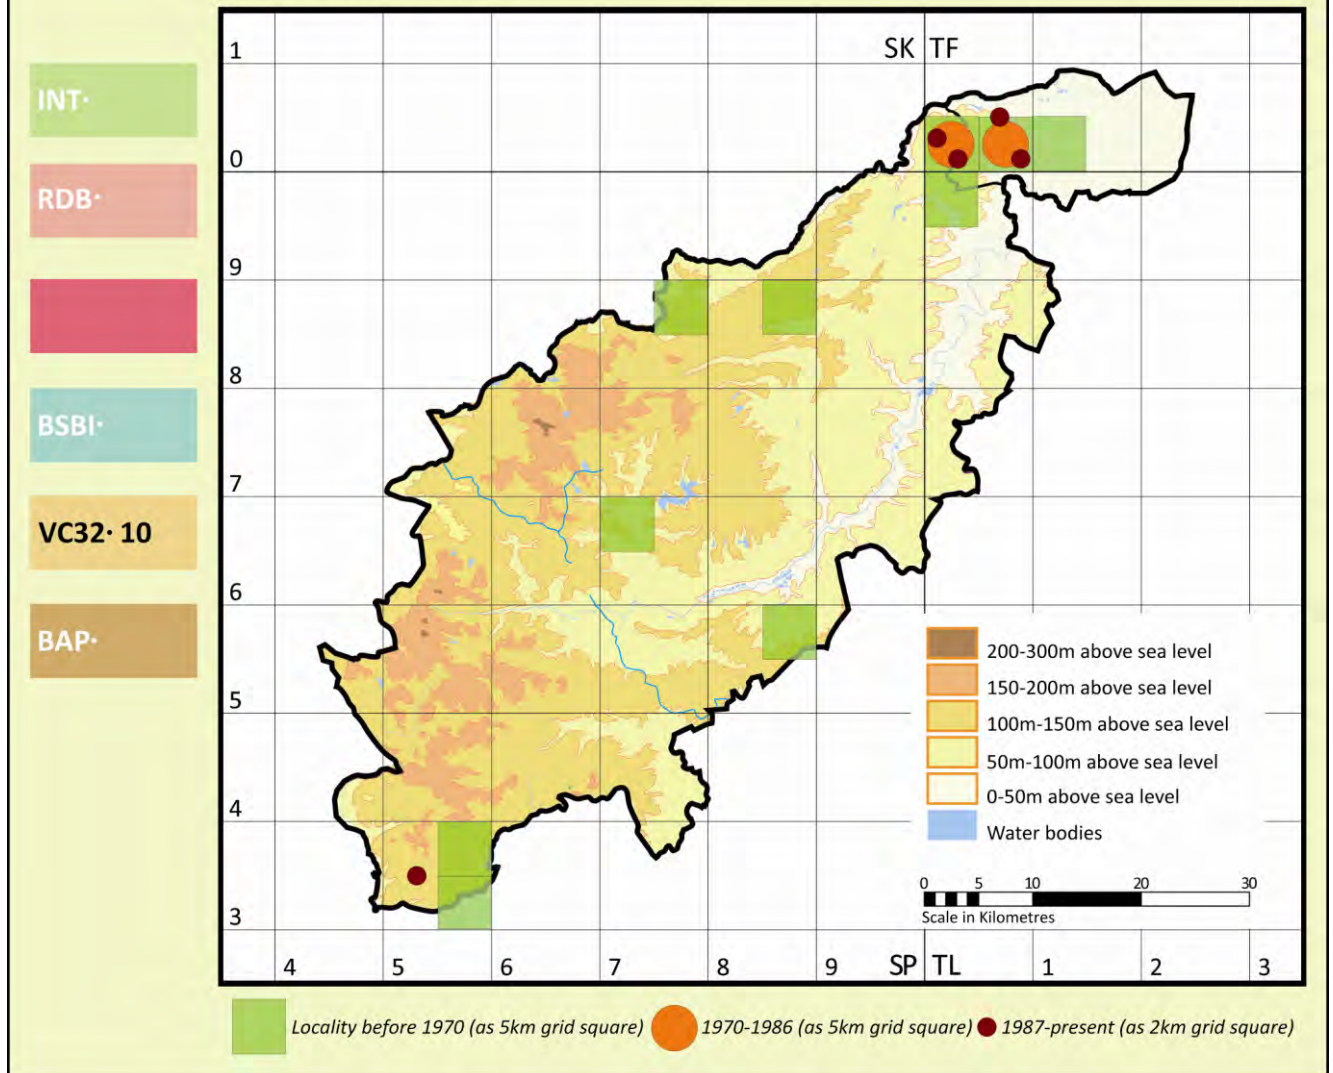 INT·
RDB·
BSBI·
VC32· 10
BAP·
SK TF
1
0
9
8
7
6
5
4
3
4 5 6 7 8 9 SP TL 1 2 3
200-300m above sea level
150-200m above sea level
100m-150m above sea level
50m-100m above sea level
0-50m above sea level
Water bodies
0 5 10 20 30
Scale in Kilometres
Locality before 1970 (as 5km grid square) 1970-1986 (as 5km grid square) 1987-present (as 2km grid square)